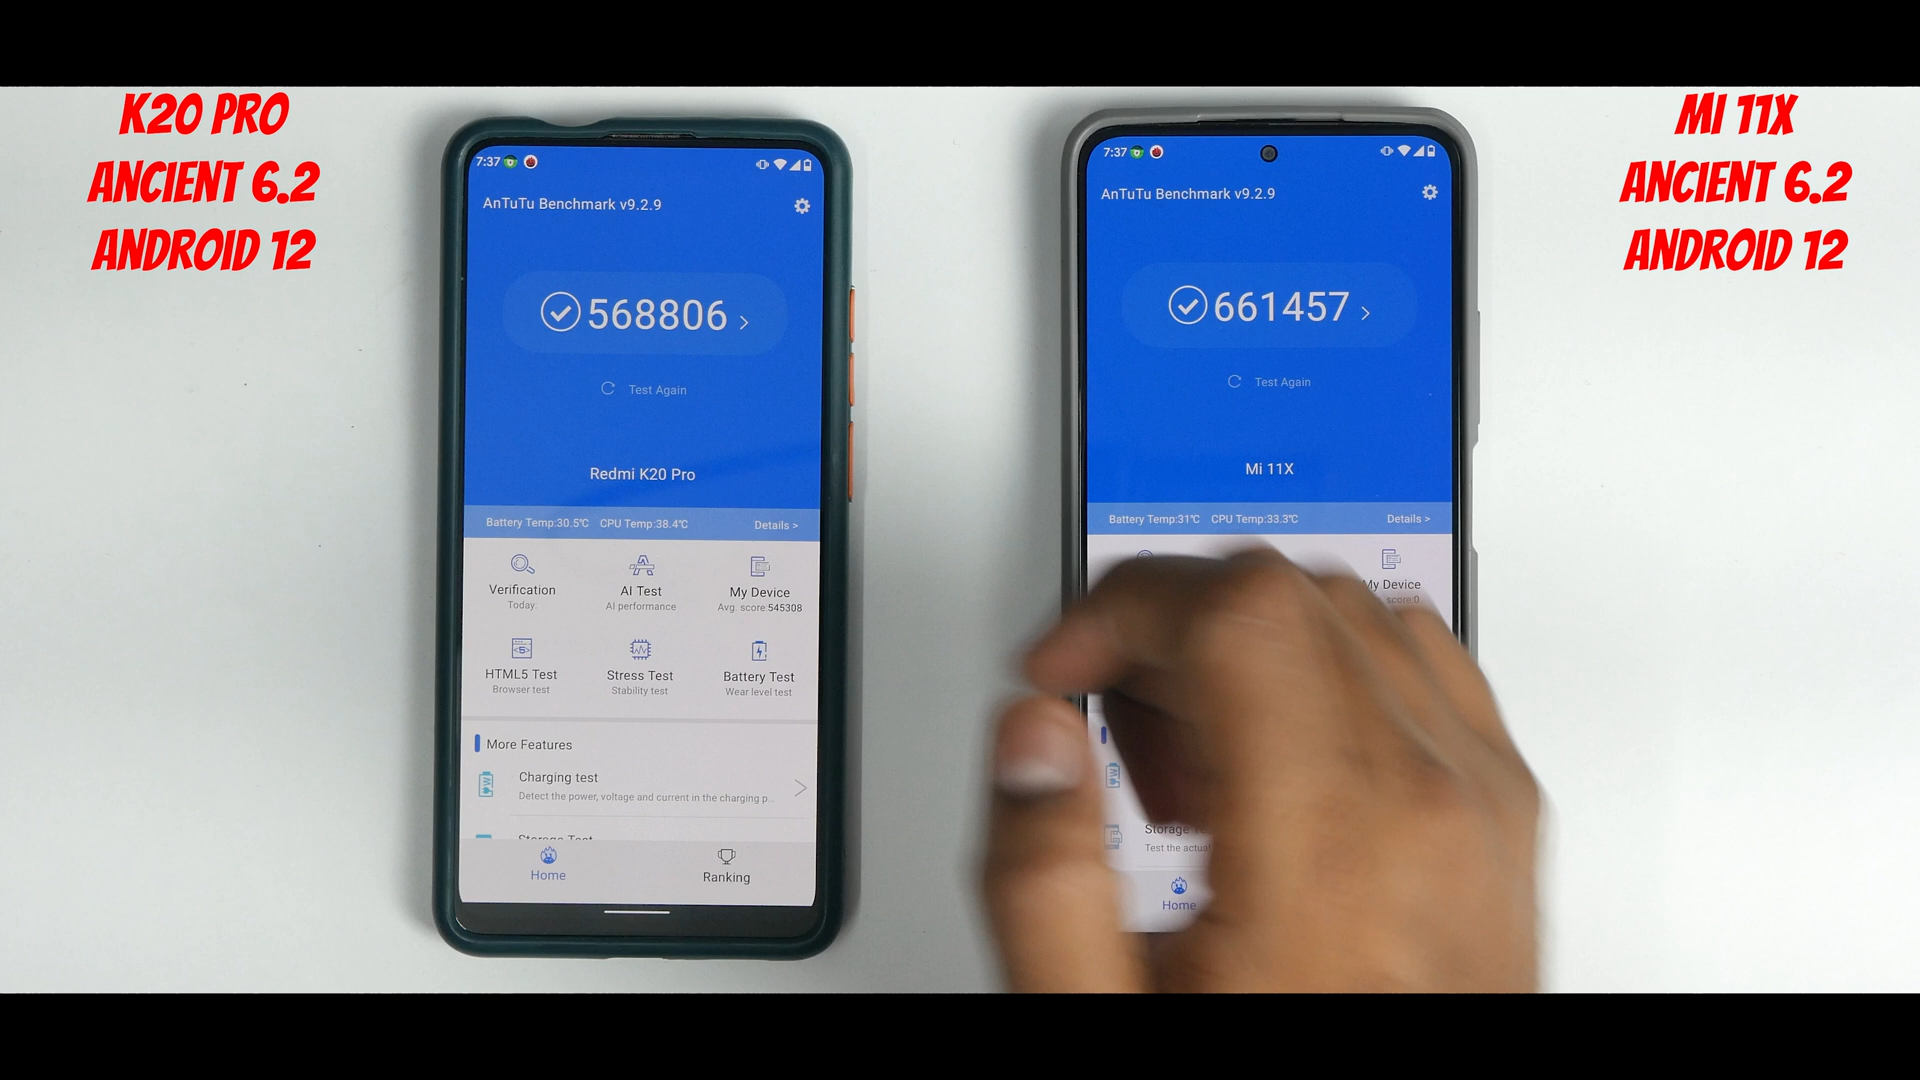 K20 PRO
ANCIENT 6.2
ANDROID 12
MI 11X
ANCIENT 6.2
ANDROID 12
7:37
AnTuTu Benchmark v9.2.9
568806 >
Test Again
Redmi K20 Pro
Battery Temp:30.5℃ CPU Temp:38.4℃ Details >
Verification
Today:
AI Test
AI performance
My Device
Avg. score:545308
HTML5 Test
Browser test
Stress Test
Stability test
Battery Test
Wear level test
More Features
Charging test
Detect the power, voltage and current in the charging p...
Storage Test
Home
Ranking
7:37
AnTuTu Benchmark v9.2.9
661457 >
Test Again
Mi 11X
Battery Temp:31℃ CPU Temp:33.3℃ Details >
My Device
score:0
Storage
Test the actual
Home